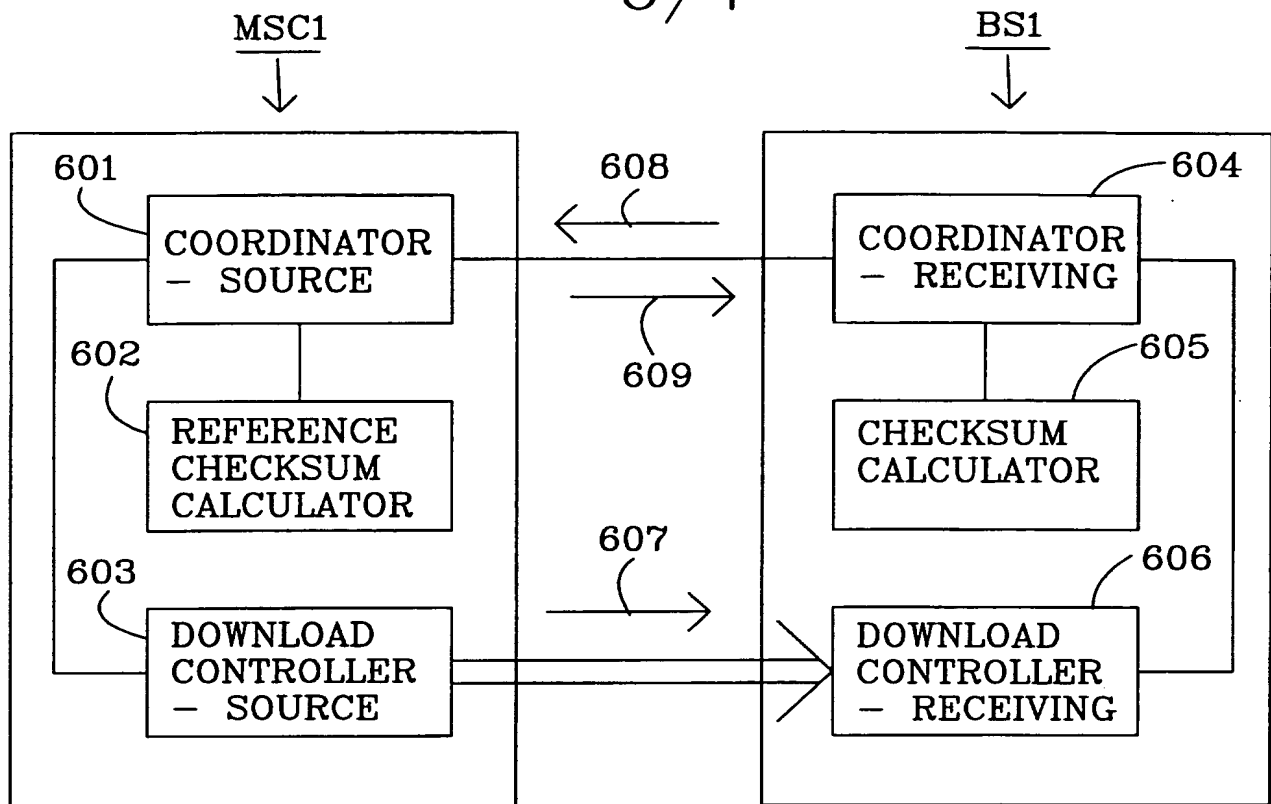 MSC1
BS1
601
COORDINATOR
- SOURCE
608
609
604
COORDINATOR
- RECEIVING
602
REFERENCE
CHECKSUM
CALCULATOR
605
CHECKSUM
CALCULATOR
603
DOWNLOAD
CONTROLLER
- SOURCE
607
606
DOWNLOAD
CONTROLLER
- RECEIVING